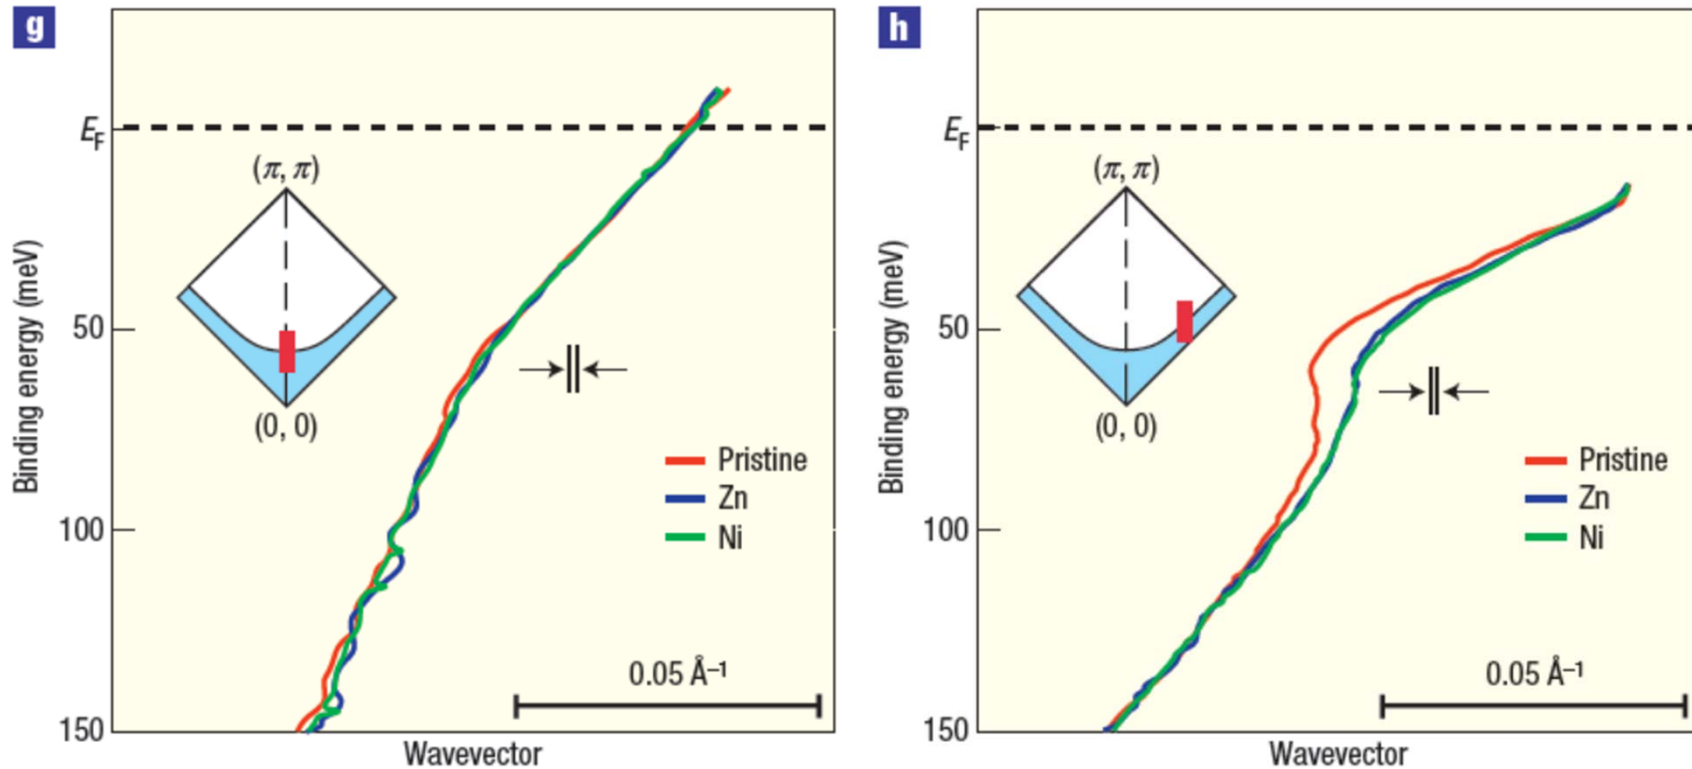 g
E_F
(π, π)
(0, 0)
50
100
150
Binding energy (meV)
Pristine
Zn
Ni
0.05 Å⁻¹
Wavevector
h
E_F
(π, π)
(0, 0)
50
100
150
Binding energy (meV)
Pristine
Zn
Ni
0.05 Å⁻¹
Wavevector